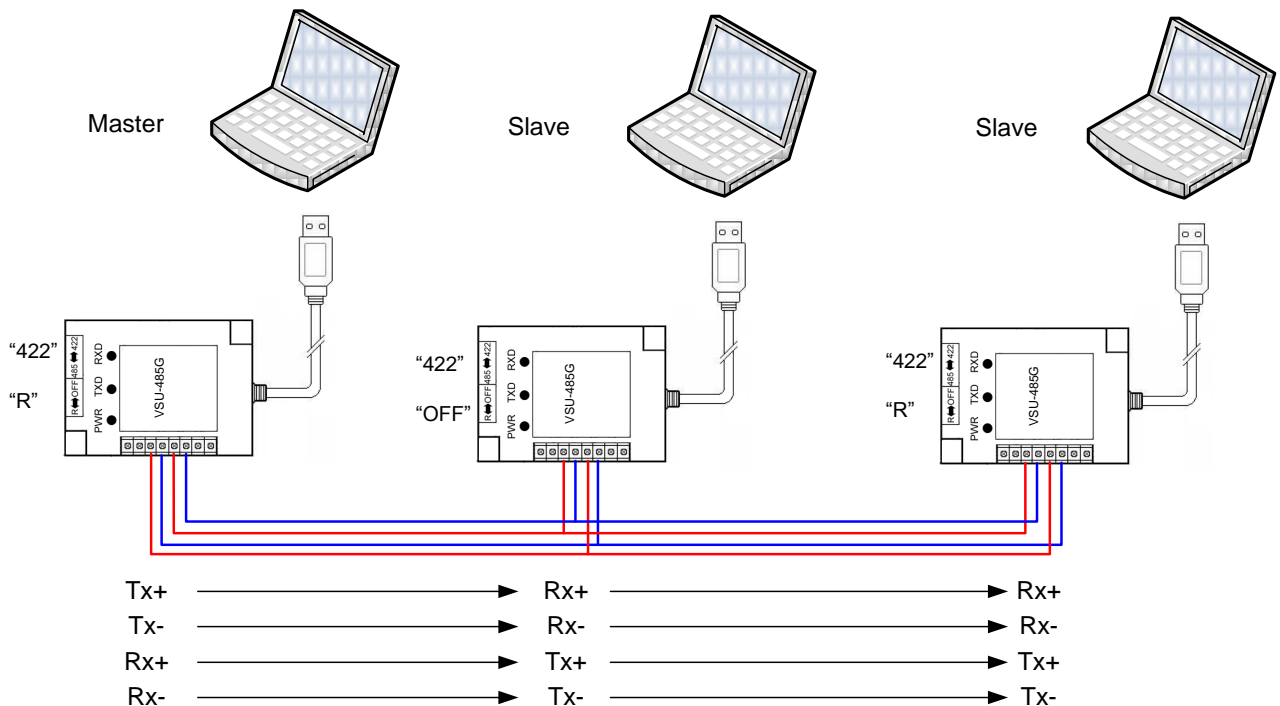 Master
Slave
Slave
“422”
“R”
R⬌OFF
485⬌422
PWR
TXD
RXD
VSU-485G
“422”
“OFF”
R⬌OFF
485⬌422
PWR
TXD
RXD
VSU-485G
“422”
“R”
R⬌OFF
485⬌422
PWR
TXD
RXD
VSU-485G
Tx+ Rx+ Rx+
Tx- Rx- Rx-
Rx+ Tx+ Tx+
Rx- Tx- Tx-